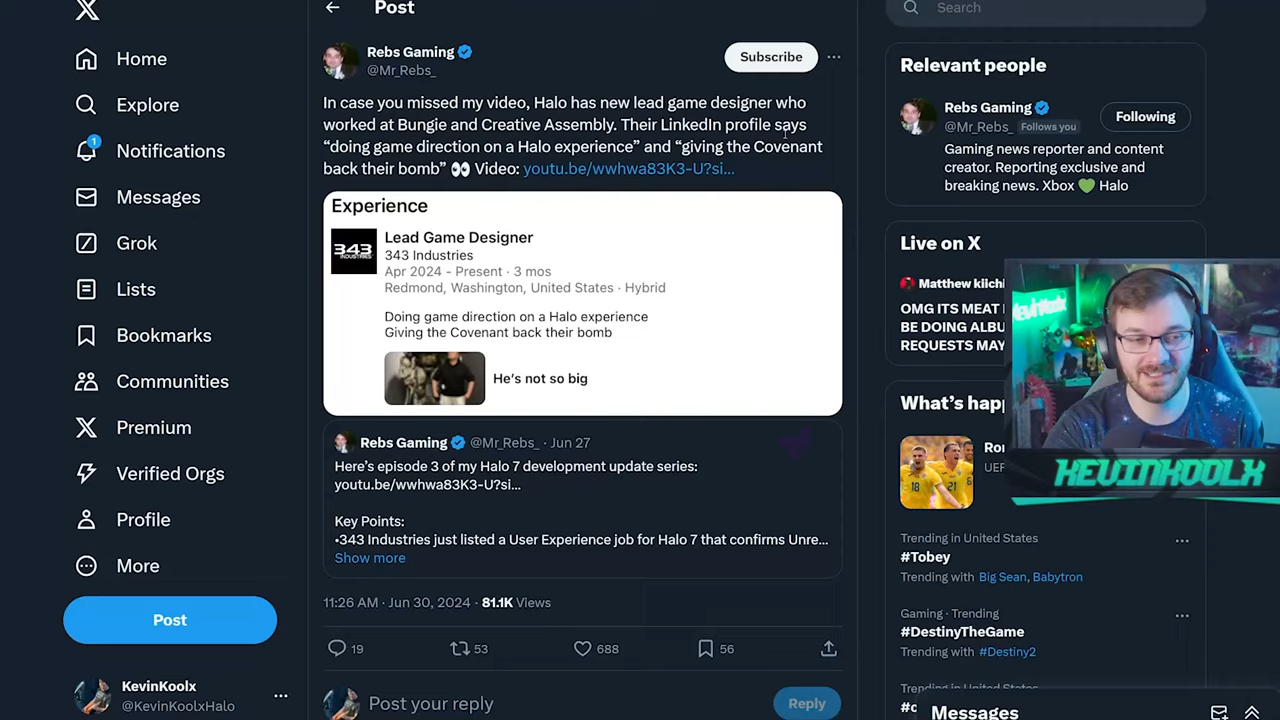 Post
Search
Home
Explore
1
Notifications
Messages
Grok
Lists
Bookmarks
Communities
Premium
Verified Orgs
Profile
More
Post
KevinKoolx
@KevinKoolxHalo
Rebs Gaming
@Mr_Rebs_
Subscribe
In case you missed my video, Halo has new lead game designer who
worked at Bungie and Creative Assembly. Their LinkedIn profile says
“doing game direction on a Halo experience” and “giving the Covenant
back their bomb” 👀 Video: youtu.be/wwhwa83K3-U?si...
Experience
343
INDUSTRIES
Lead Game Designer
343 Industries
Apr 2024 - Present · 3 mos
Redmond, Washington, United States · Hybrid
Doing game direction on a Halo experience
Giving the Covenant back their bomb
He's not so big
Rebs Gaming @Mr_Rebs_ · Jun 27
Here's episode 3 of my Halo 7 development update series:
youtu.be/wwhwa83K3-U?si...
Key Points:
•343 Industries just listed a User Experience job for Halo 7 that confirms Unre...
Show more
11:26 AM · Jun 30, 2024 · 81.1K Views
19
53
688
56
Post your reply
Reply
Relevant people
Rebs Gaming
@Mr_Rebs_ Follows you
Following
Gaming news reporter and content
creator. Reporting exclusive and
breaking news. Xbox 💚 Halo
Live on X
Matthew kiichi
OMG ITS MEAT
BE DOING ALBU
REQUESTS MAY
What's hap
Ror
UEF
KEVINKOOLX
Trending in United States
#Tobey
Trending with Big Sean, Babytron
Gaming · Trending
#DestinyTheGame
Trending with #Destiny2
Messages